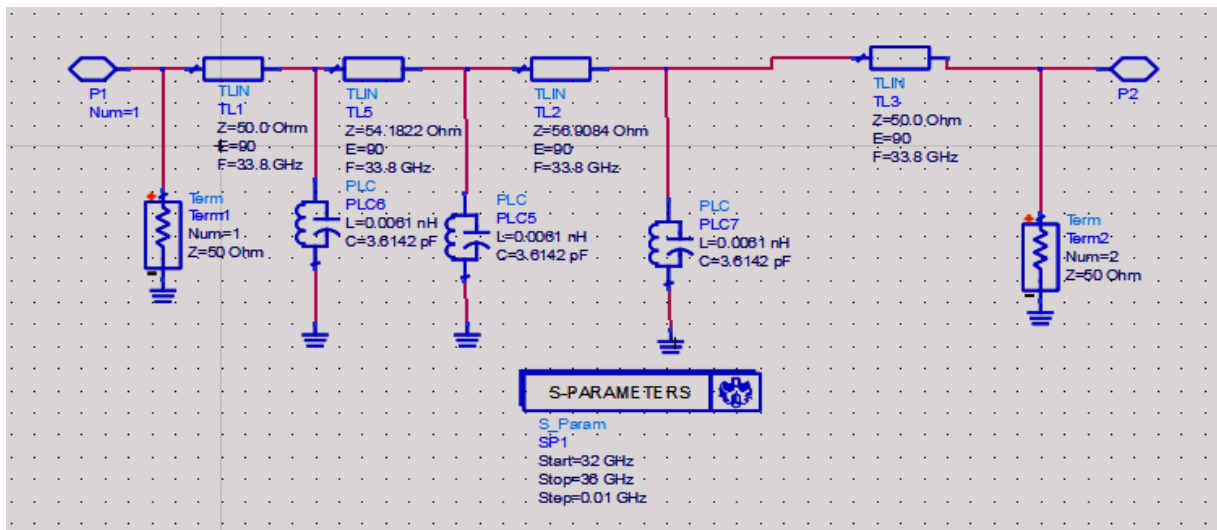 P1
Num=1
TLIN
TL1
Z=50.0 Ohm
E=90
F=33.8 GHz
TLIN
TL5
Z=54.1822 Ohm
E=90
F=33.8 GHz
TLIN
TL2
Z=56.9084 Ohm
E=90
F=33.8 GHz
TLIN
TL3
Z=50.0 Ohm
E=90
F=33.8 GHz
P2
Term
Term1
Num=1
Z=50 Ohm
PLC
PLC6
L=0.0061 nH
C=3.6142 pF
PLC
PLC5
L=0.0061 nH
C=3.6142 pF
PLC
PLC7
L=0.0061 nH
C=3.6142 pF
Term
Term2
Num=2
Z=50 Ohm
S-PARAMETERS
S_Param
SP1
Start=32 GHz
Stop=36 GHz
Step=0.01 GHz